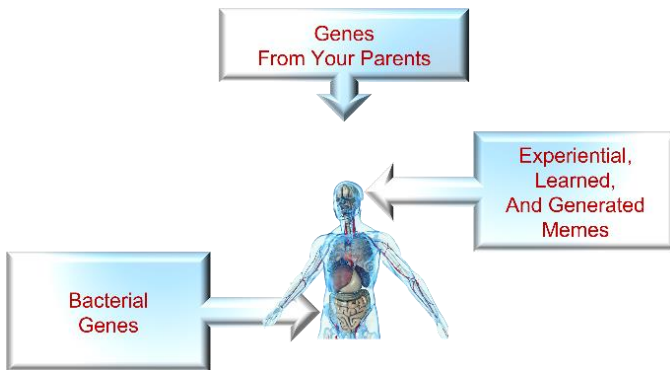 Genes
From Your Parents
Experiential,
Learned,
And Generated
Memes
Bacterial
Genes